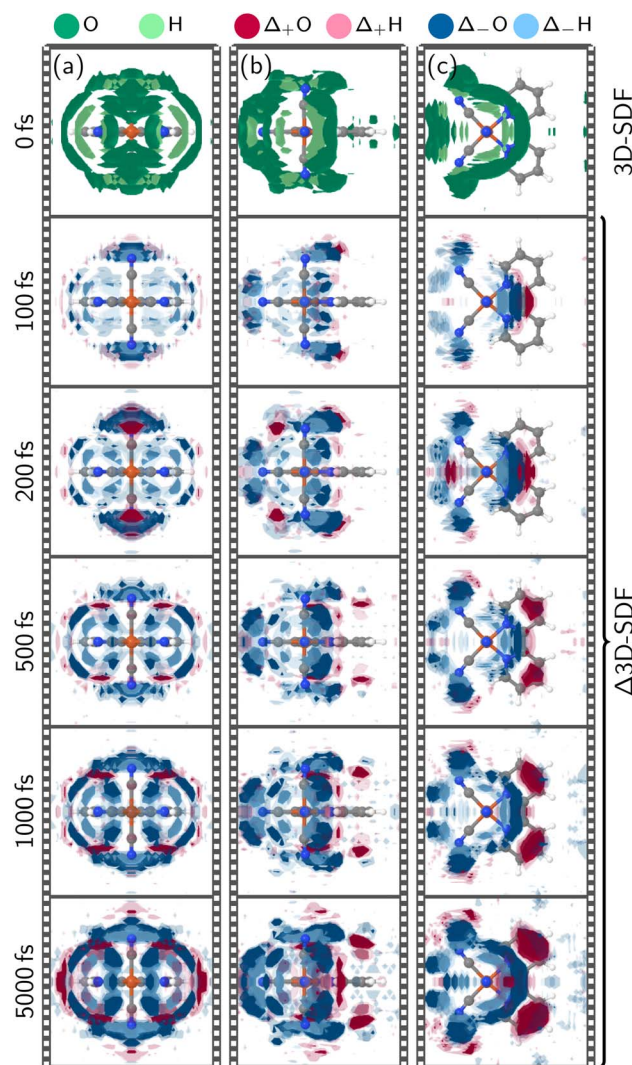 O H Δ₊O Δ₊H Δ₋O Δ₋H
(a) (b) (c)
0 fs
3D-SDF
100 fs
200 fs
500 fs
Δ3D-SDF
1000 fs
5000 fs